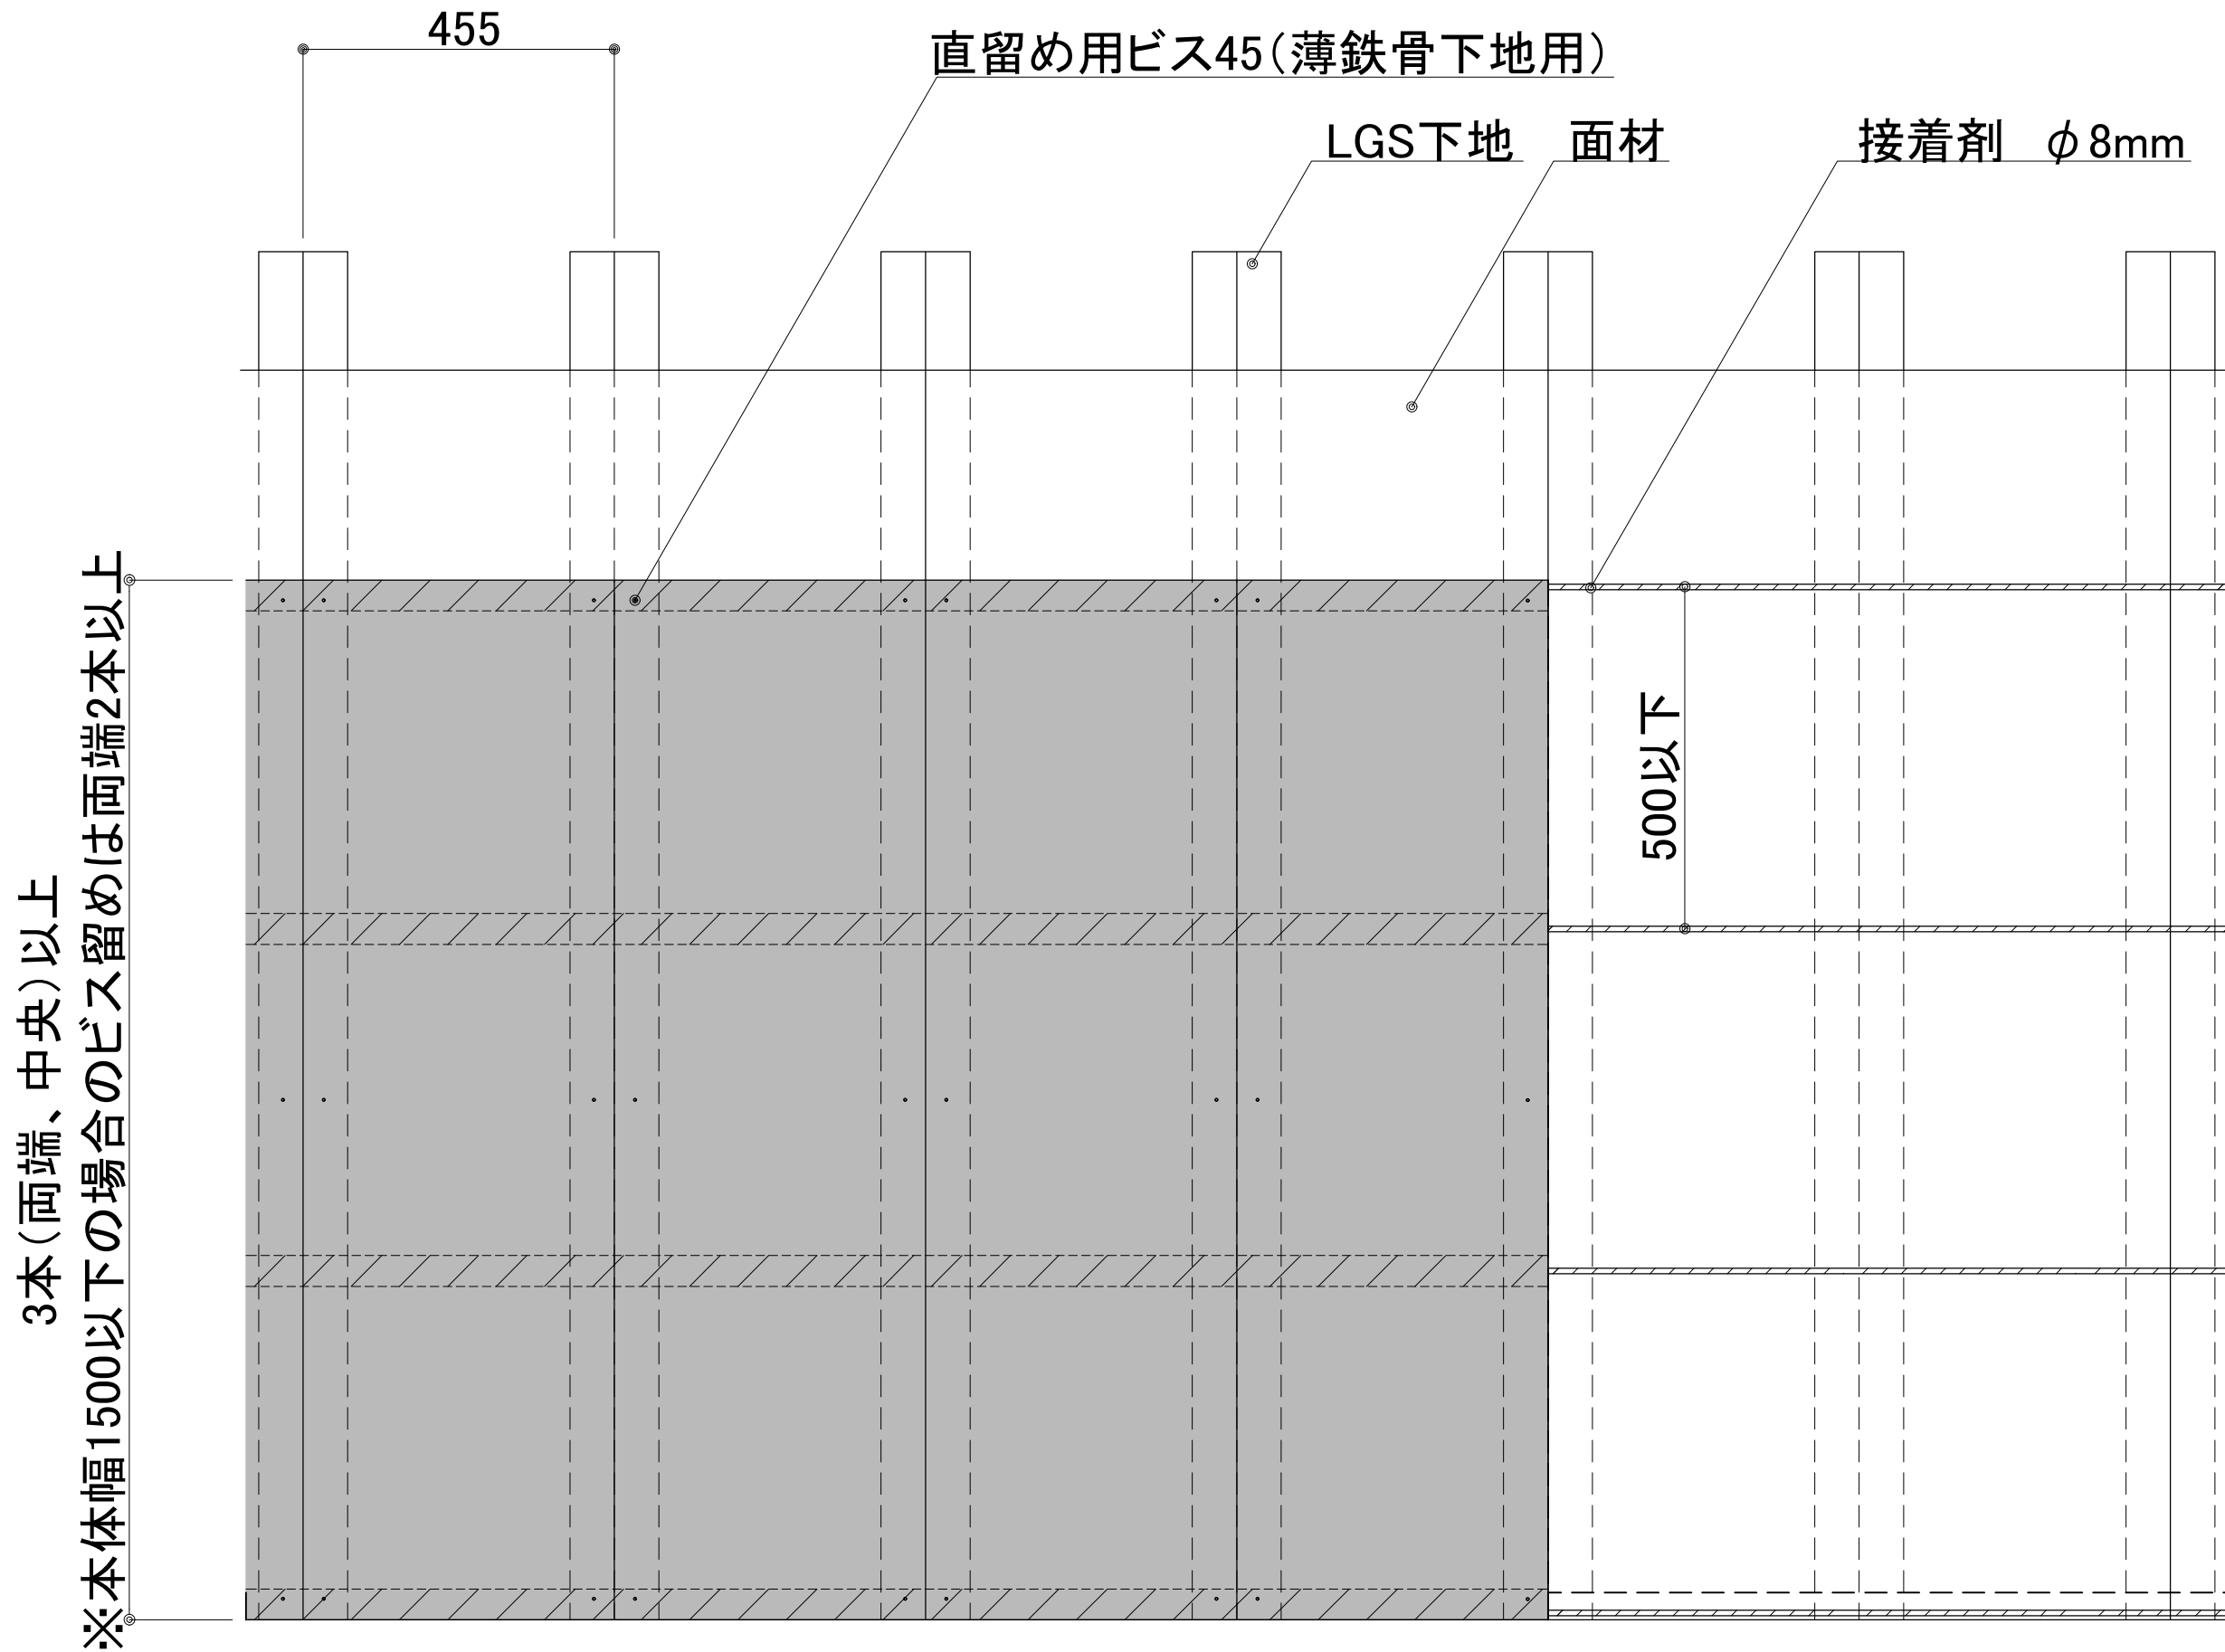 455
直留め用ビス45（薄鉄骨下地用）
LGS下地
面材
接着剤　φ8mm
500以下
3本（両端、中央）以上
※本体幅1500以下の場合のビス留めは両端2本以上